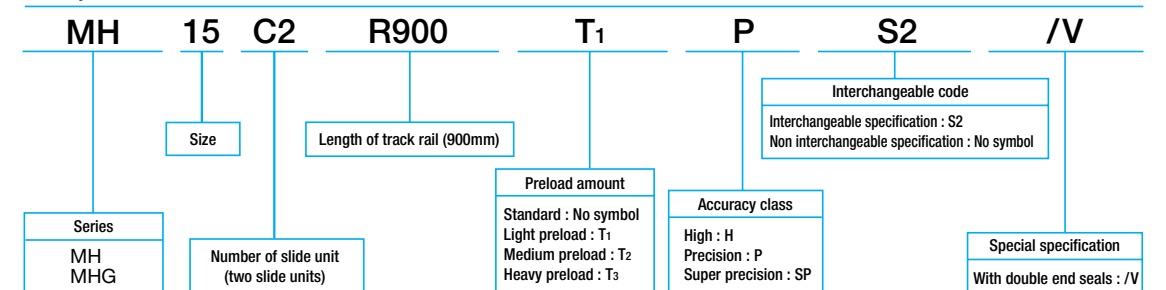 MH 15 C2 R900 T1 P S2 /V
Interchangeable code
Interchangeable specification : S2
Non interchangeable specification : No symbol
Size
Length of track rail (900mm)
Preload amount
Standard : No symbol
Light preload : T1
Medium preload : T2
Heavy preload : T3
Accuracy class
High : H
Precision : P
Super precision : SP
Series
MH
MHG
Number of slide unit
(two slide units)
Special specification
With double end seals : /V